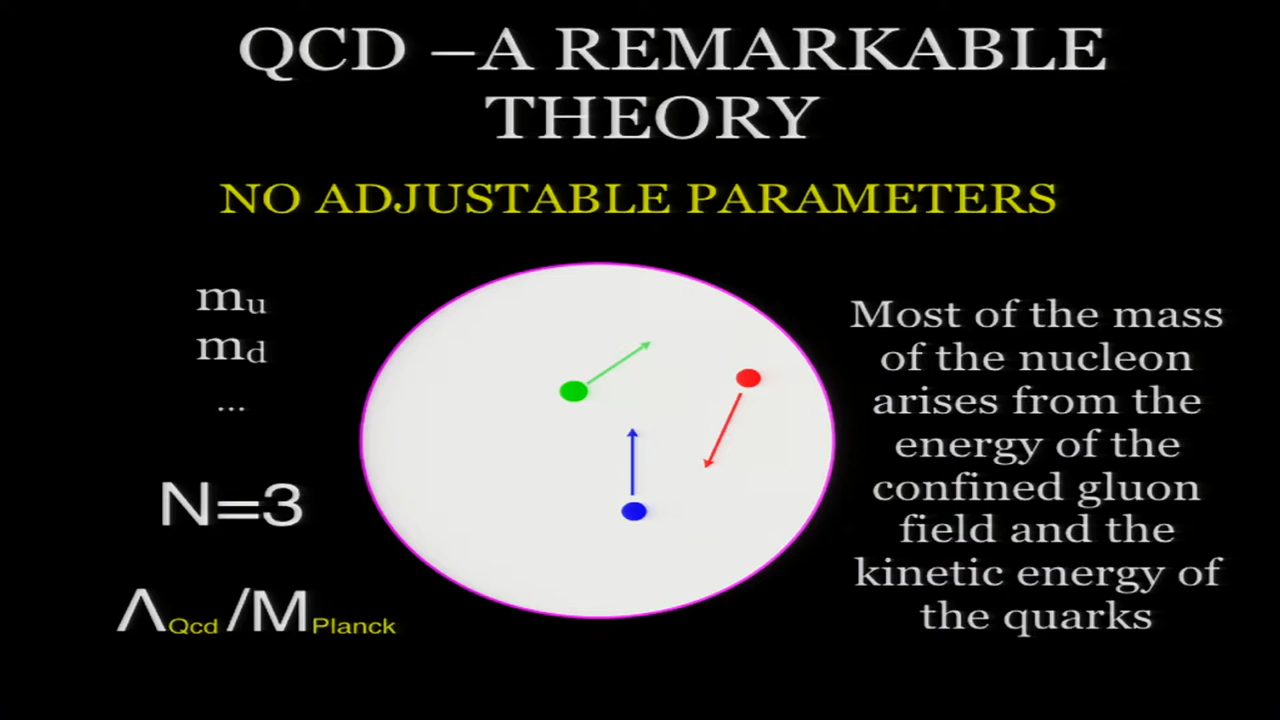 QCD –A REMARKABLE
THEORY
NO ADJUSTABLE PARAMETERS
mu
md
...
N=3
ΛQcd /MPlanck
Most of the mass
of the nucleon
arises from the
energy of the
confined gluon
field and the
kinetic energy of
the quarks